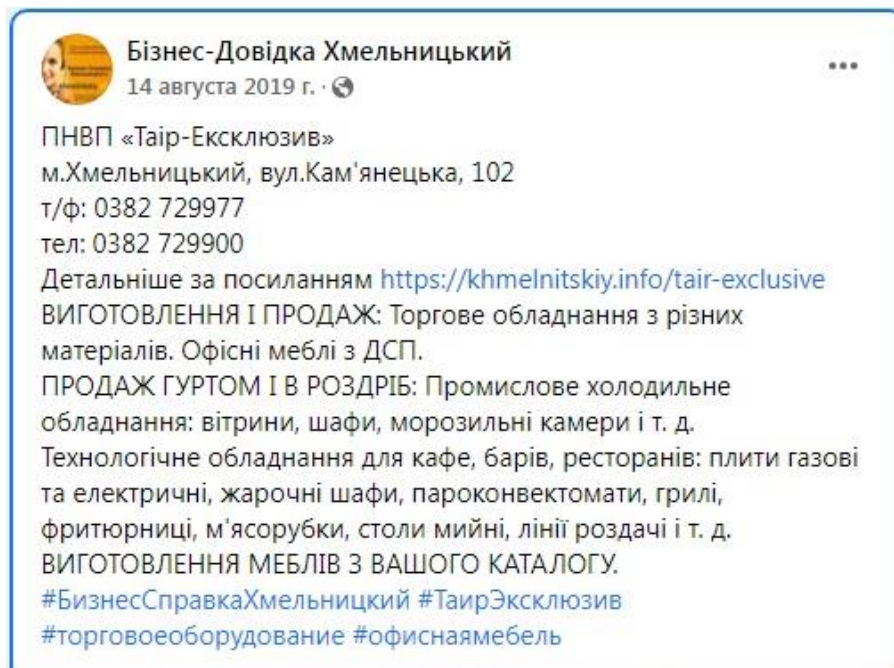 Бізнес-Довідка Хмельницький
14 августа 2019 г. ·
ПНВП «Таір-Ексклюзив»
м.Хмельницький, вул.Кам'янецька, 102
т/ф: 0382 729977
тел: 0382 729900
Детальніше за посиланням https://khmelnitskiy.info/tair-exclusive
ВИГОТОВЛЕННЯ І ПРОДАЖ: Торгове обладнання з різних
матеріалів. Офісні меблі з ДСП.
ПРОДАЖ ГУРТОМ І В РОЗДРІБ: Промислове холодильне
обладнання: вітрини, шафи, морозильні камери і т. д.
Технологічне обладнання для кафе, барів, ресторанів: плити газові
та електричні, жарочні шафи, пароконвектомати, грилі,
фритюрниці, м'ясорубки, столи мийні, лінії роздачі і т. д.
ВИГОТОВЛЕННЯ МЕБЛІВ З ВАШОГО КАТАЛОГУ.
#БизнесСправкаХмельницкий #ТаирЭксклюзив
#торговоеоборудование #офиснаямебель